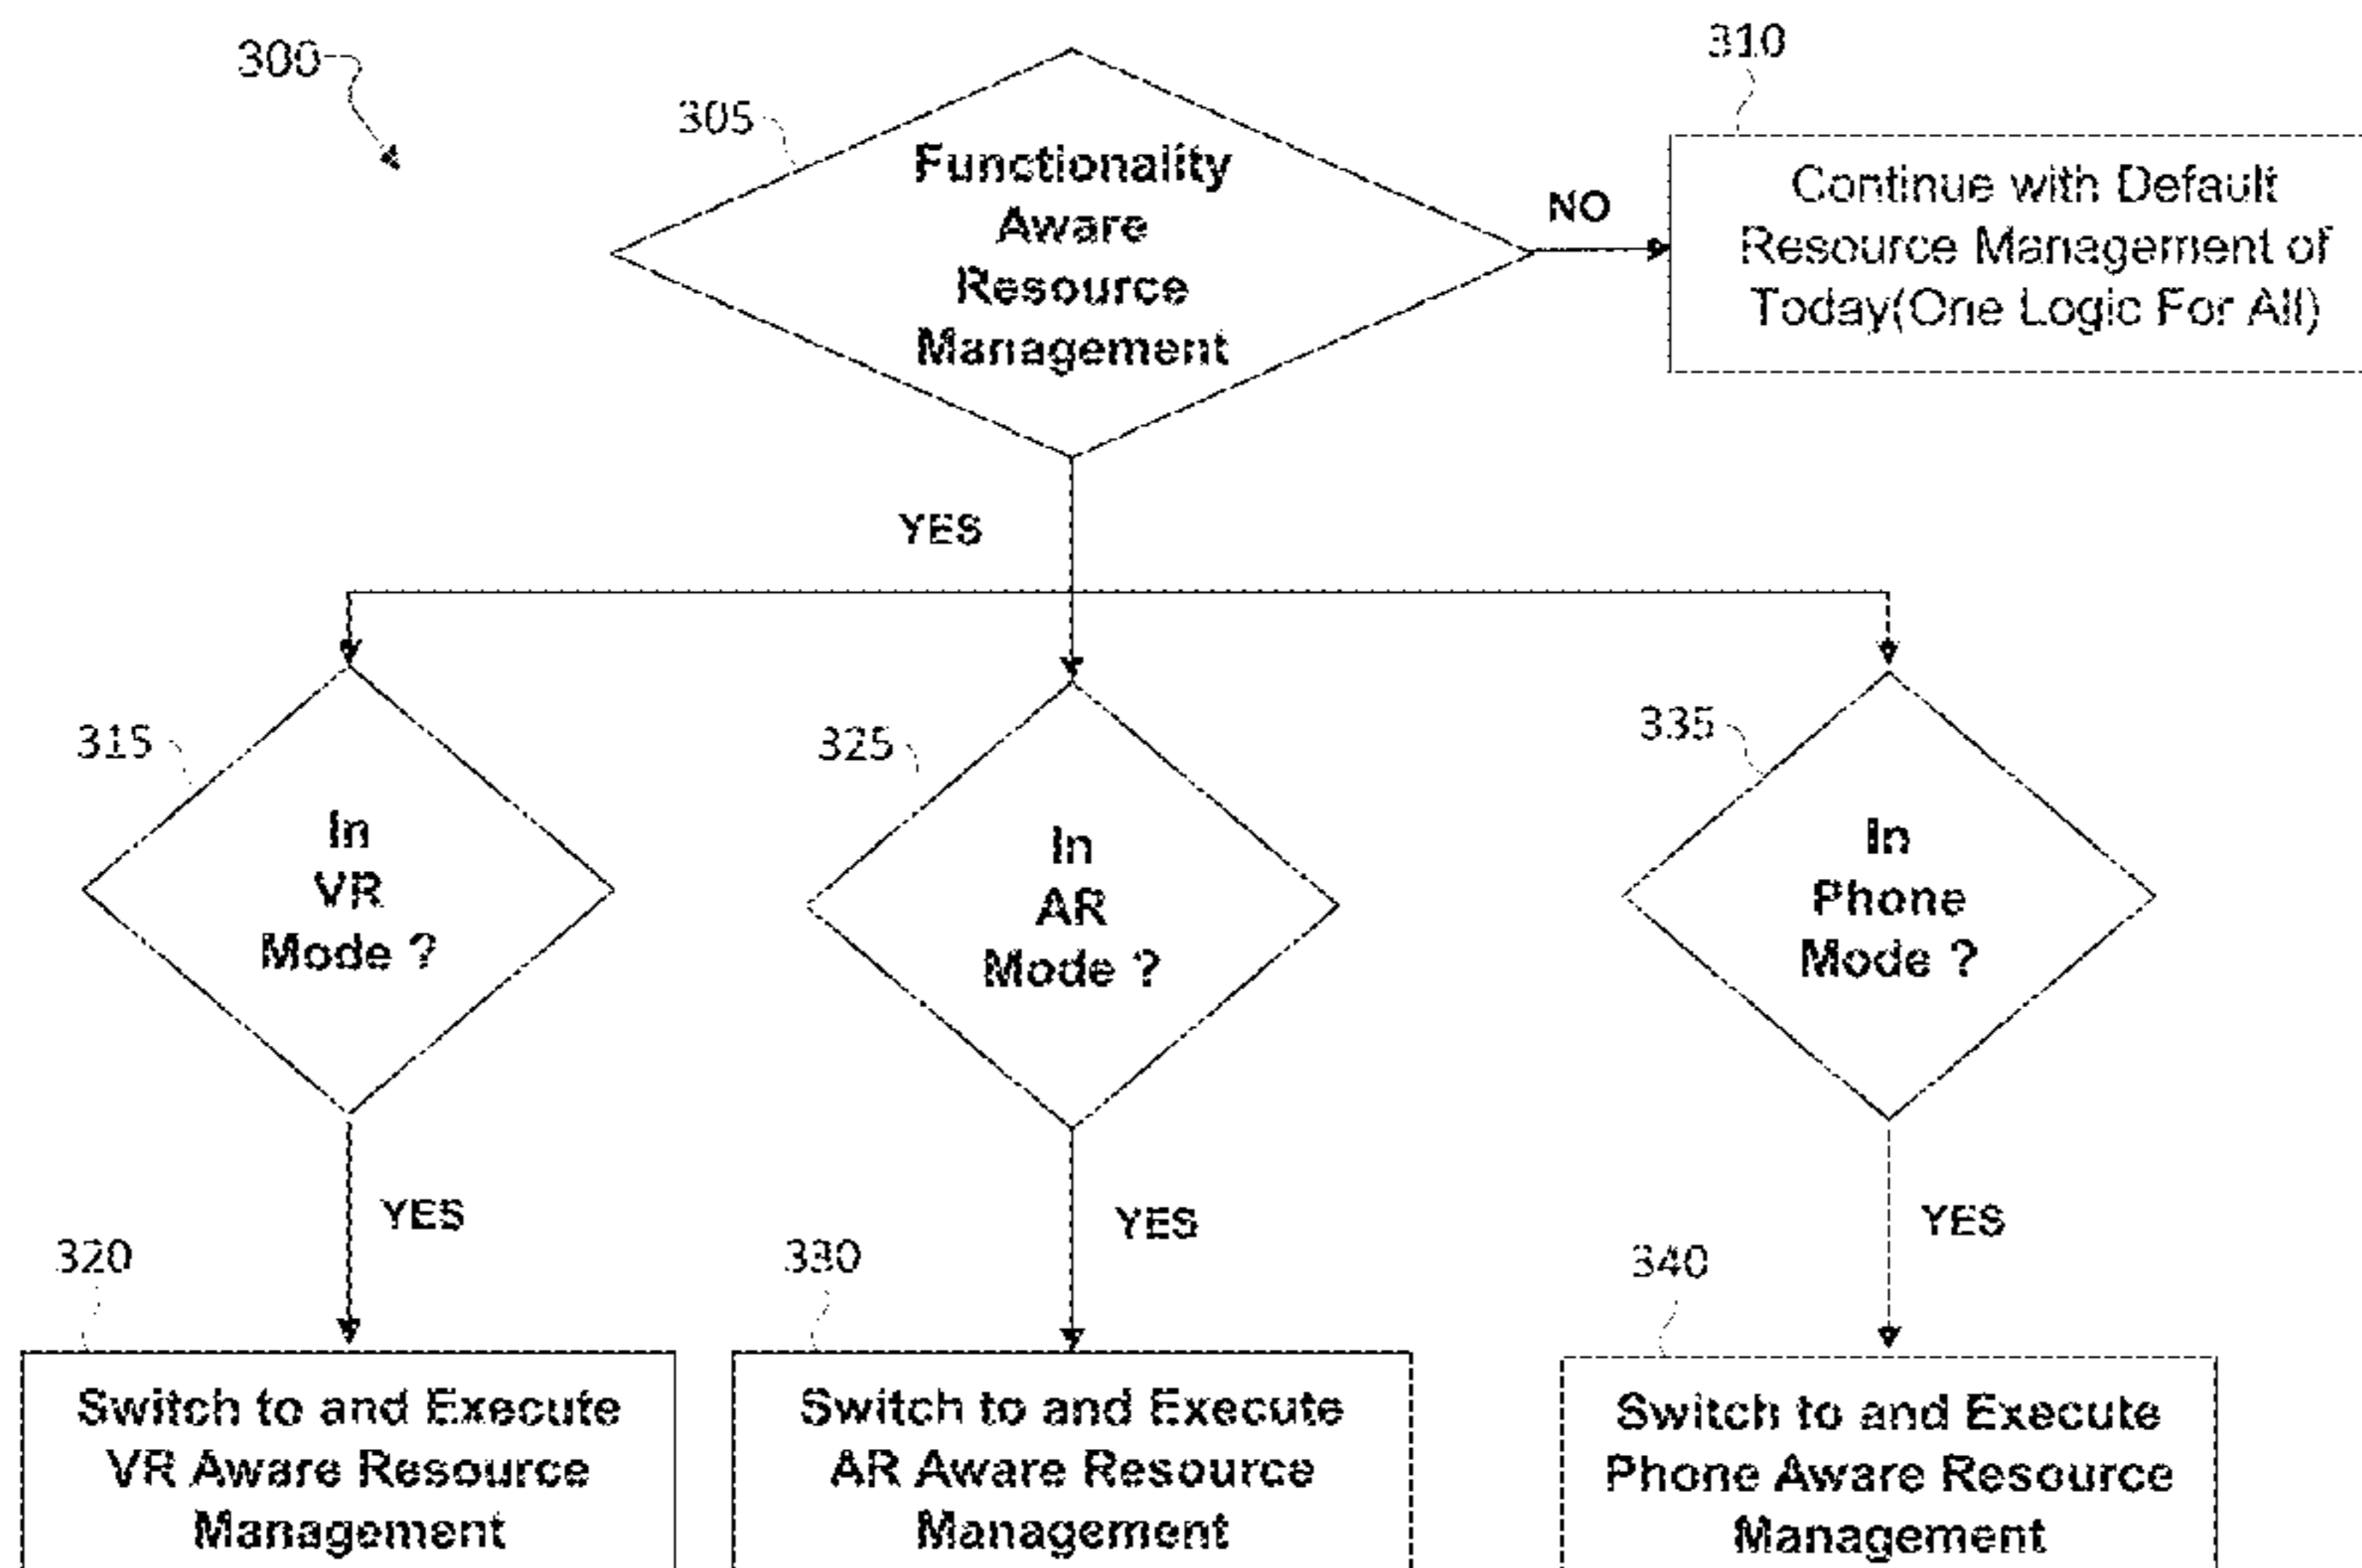 300
305
310
Functionality
Aware
Resource
Management
NO
Continue with Default
Resource Management of
Today(One Logic For All)
YES
315
In
VR
Mode ?
325
In
AR
Mode ?
335
In
Phone
Mode ?
YES
YES
YES
320
330
340
Switch to and Execute
VR Aware Resource
Management
Switch to and Execute
AR Aware Resource
Management
Switch to and Execute
Phone Aware Resource
Management